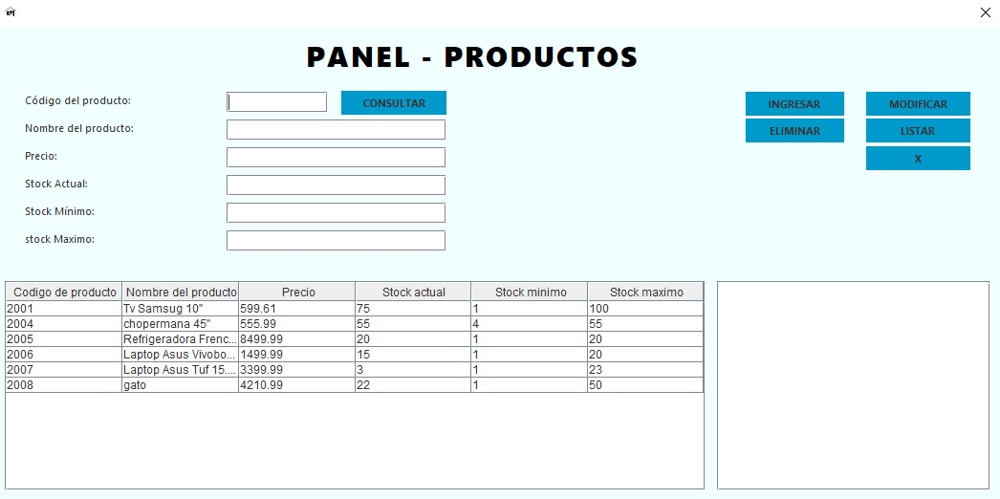 PANEL - PRODUCTOS
Código del producto: CONSULTAR INGRESAR MODIFICAR
Nombre del producto: ELIMINAR LISTAR
Precio: X
Stock Actual:
Stock Mínimo:
stock Maximo:
Codigo de producto Nombre del producto Precio Stock actual Stock minimo Stock maximo
2001 Tv Samsug 10" 599.61 75 1 100
2004 chopermana 45" 555.99 55 4 55
2005 Refrigeradora Frenc... 8499.99 20 1 20
2006 Laptop Asus Vivobo... 1499.99 15 1 20
2007 Laptop Asus Tuf 15.... 3399.99 3 1 23
2008 gato 4210.99 22 1 50